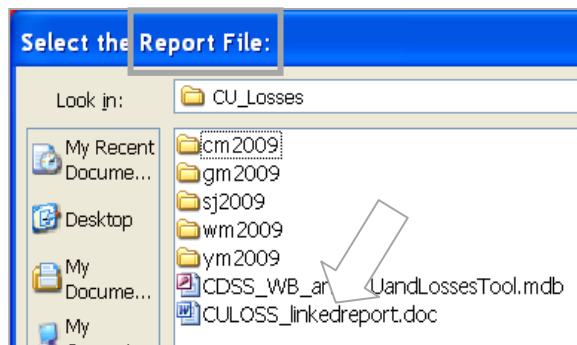 Select the Report File:
Look in:
CU_Losses
My Recent
Docume...
Desktop
My
Docume...
My
cm2009
gm2009
sj2009
wm2009
ym2009
CDSS_WB_an UandLossesTool.mdb
CULOSS_linkedreport.doc